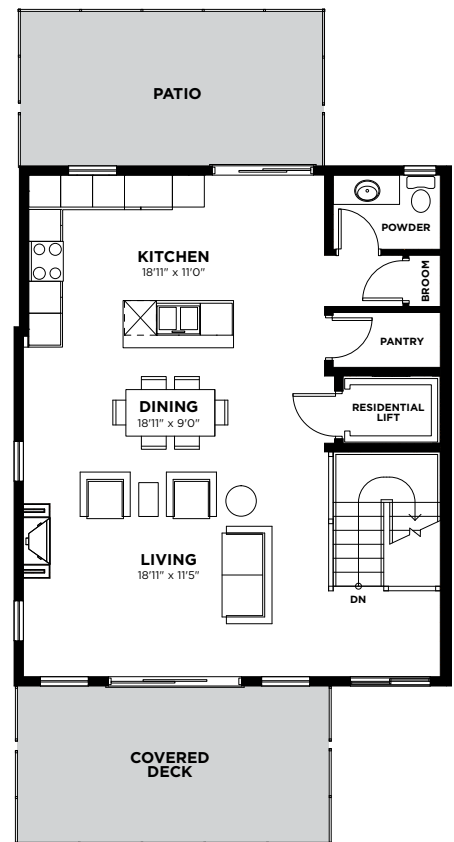 PATIO
POWDER
KITCHEN
18'11" x 11'0"
BROOM
PANTRY
DINING
18'11" x 9'0"
RESIDENTIAL
LIFT
LIVING
18'11" x 11'5"
DN
COVERED
DECK